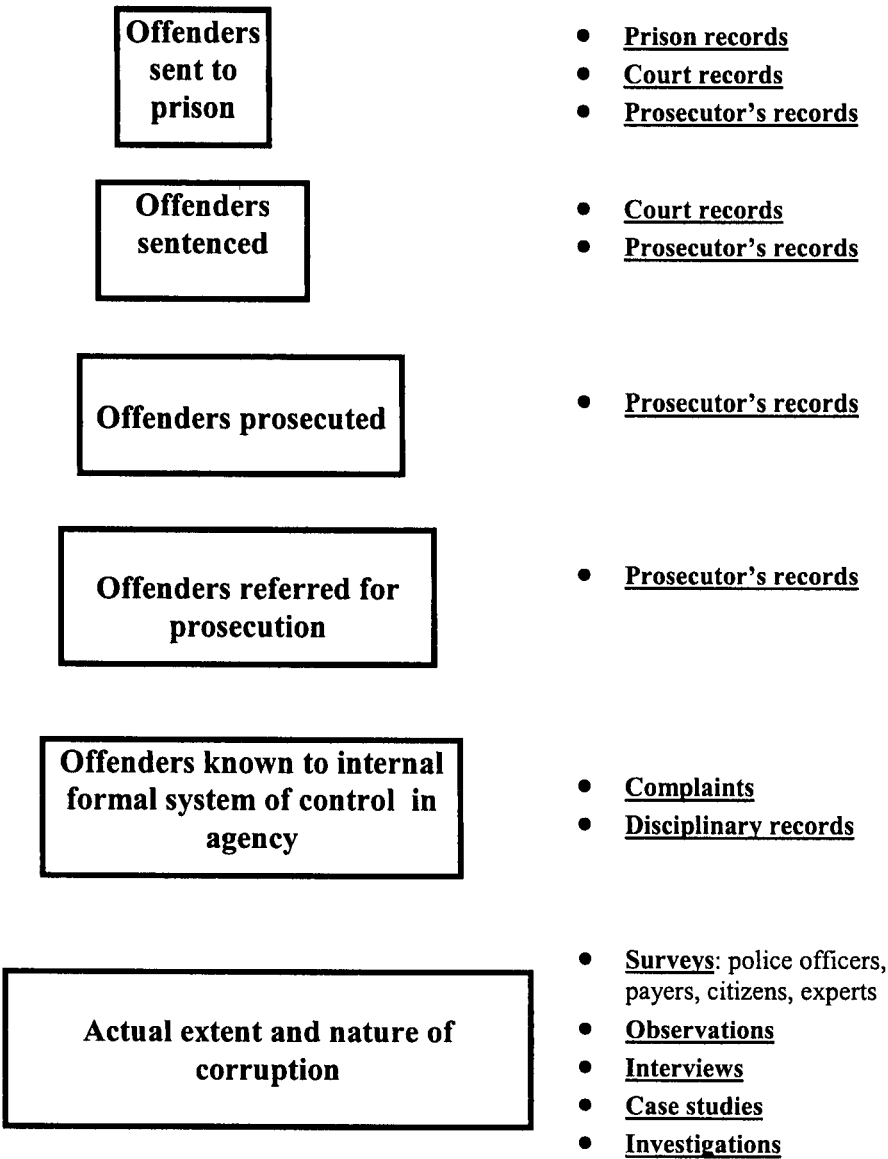 Offenders
sent to
prison
• Prison records
• Court records
• Prosecutor's records
Offenders
sentenced
• Court records
• Prosecutor's records
Offenders prosecuted
• Prosecutor's records
Offenders referred for
prosecution
• Prosecutor's records
Offenders known to internal
formal system of control in
agency
• Complaints
• Disciplinary records
Actual extent and nature of
corruption
• Surveys: police officers,
payers, citizens, experts
• Observations
• Interviews
• Case studies
• Investigations